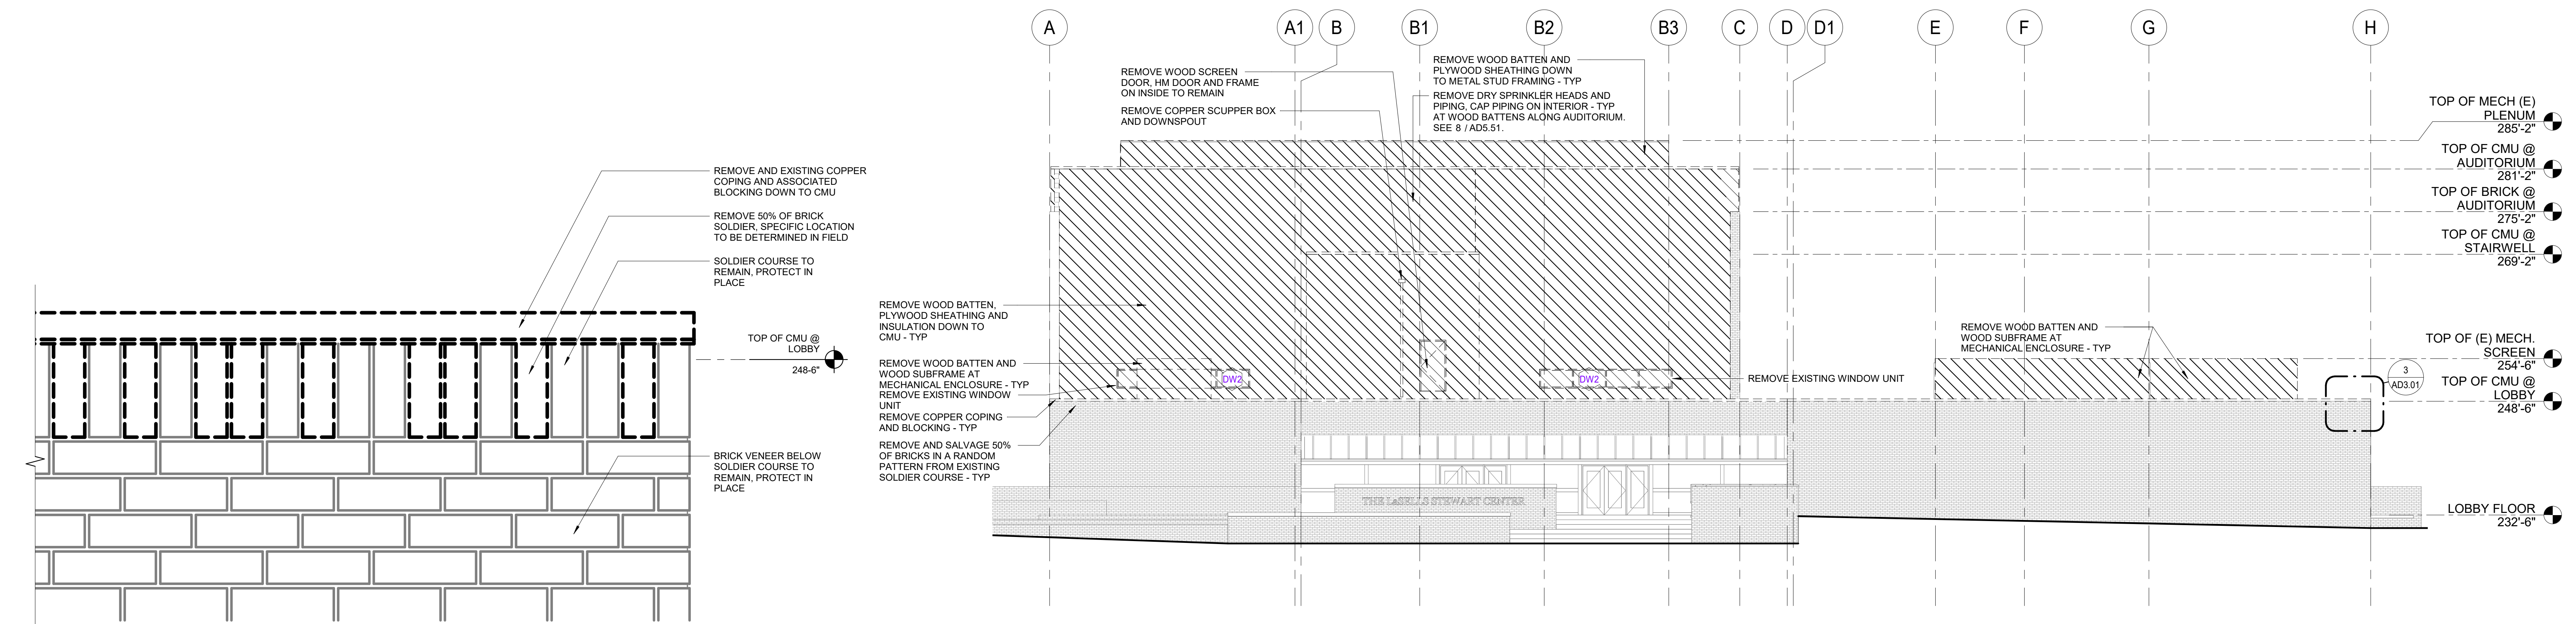 REMOVE AND EXISTING COPPER
COPING AND ASSOCIATED
BLOCKING DOWN TO CMU
REMOVE 50% OF BRICK
SOLDIER, SPECIFIC LOCATION
TO BE DETERMINED IN FIELD
SOLDIER COURSE TO
REMAIN, PROTECT IN
PLACE
TOP OF CMU @
LOBBY
248-6"
BRICK VENEER BELOW
SOLDIER COURSE TO
REMAIN, PROTECT IN
PLACE
A
A1
B
B1
B2
B3
C
D
D1
E
F
G
H
REMOVE WOOD SCREEN
DOOR, HM DOOR AND FRAME
ON INSIDE TO REMAIN
REMOVE COPPER SCUPPER BOX
AND DOWNSPOUT
REMOVE WOOD BATTEN AND
PLYWOOD SHEATHING DOWN
TO METAL STUD FRAMING - TYP
REMOVE DRY SPRINKLER HEADS AND
PIPING, CAP PIPING ON INTERIOR - TYP
AT WOOD BATTENS ALONG AUDITORIUM.
SEE 8 / AD5.51.
REMOVE WOOD BATTEN,
PLYWOOD SHEATHING AND
INSULATION DOWN TO
CMU - TYP
REMOVE WOOD BATTEN AND
WOOD SUBFRAME AT
MECHANICAL ENCLOSURE - TYP
REMOVE EXISTING WINDOW
UNIT
REMOVE COPPER COPING
AND BLOCKING - TYP
REMOVE AND SALVAGE 50%
OF BRICKS IN A RANDOM
PATTERN FROM EXISTING
SOLDIER COURSE - TYP
DW2
DW2
REMOVE EXISTING WINDOW UNIT
THE LaSELLS STEWART CENTER
REMOVE WOOD BATTEN AND
WOOD SUBFRAME AT
MECHANICAL ENCLOSURE - TYP
3
AD3.01
TOP OF MECH (E)
PLENUM
285'-2"
TOP OF CMU @
AUDITORIUM
281'-2"
TOP OF BRICK @
AUDITORIUM
275'-2"
TOP OF CMU @
STAIRWELL
269'-2"
TOP OF (E) MECH.
SCREEN
254'-6"
TOP OF CMU @
LOBBY
248'-6"
LOBBY FLOOR
232'-6"